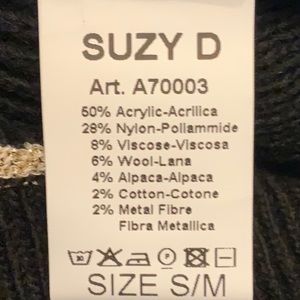 SUZY D
Art. A70003
50% Acrylic-Acrilica
28% Nylon-Poliammide
8% Viscose-Viscosa
6% Wool-Lana
4% Alpaca-Alpaca
2% Cotton-Cotone
2% Metal Fibre
Fibra Metallica
SIZE S/M